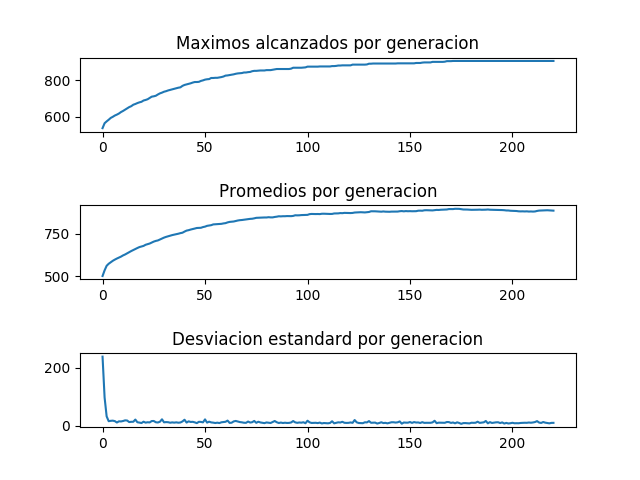 Maximos alcanzados por generacion
800
600
0 50 100 150 200
Promedios por generacion
750
500
0 50 100 150 200
Desviacion estandard por generacion
200
0
0 50 100 150 200